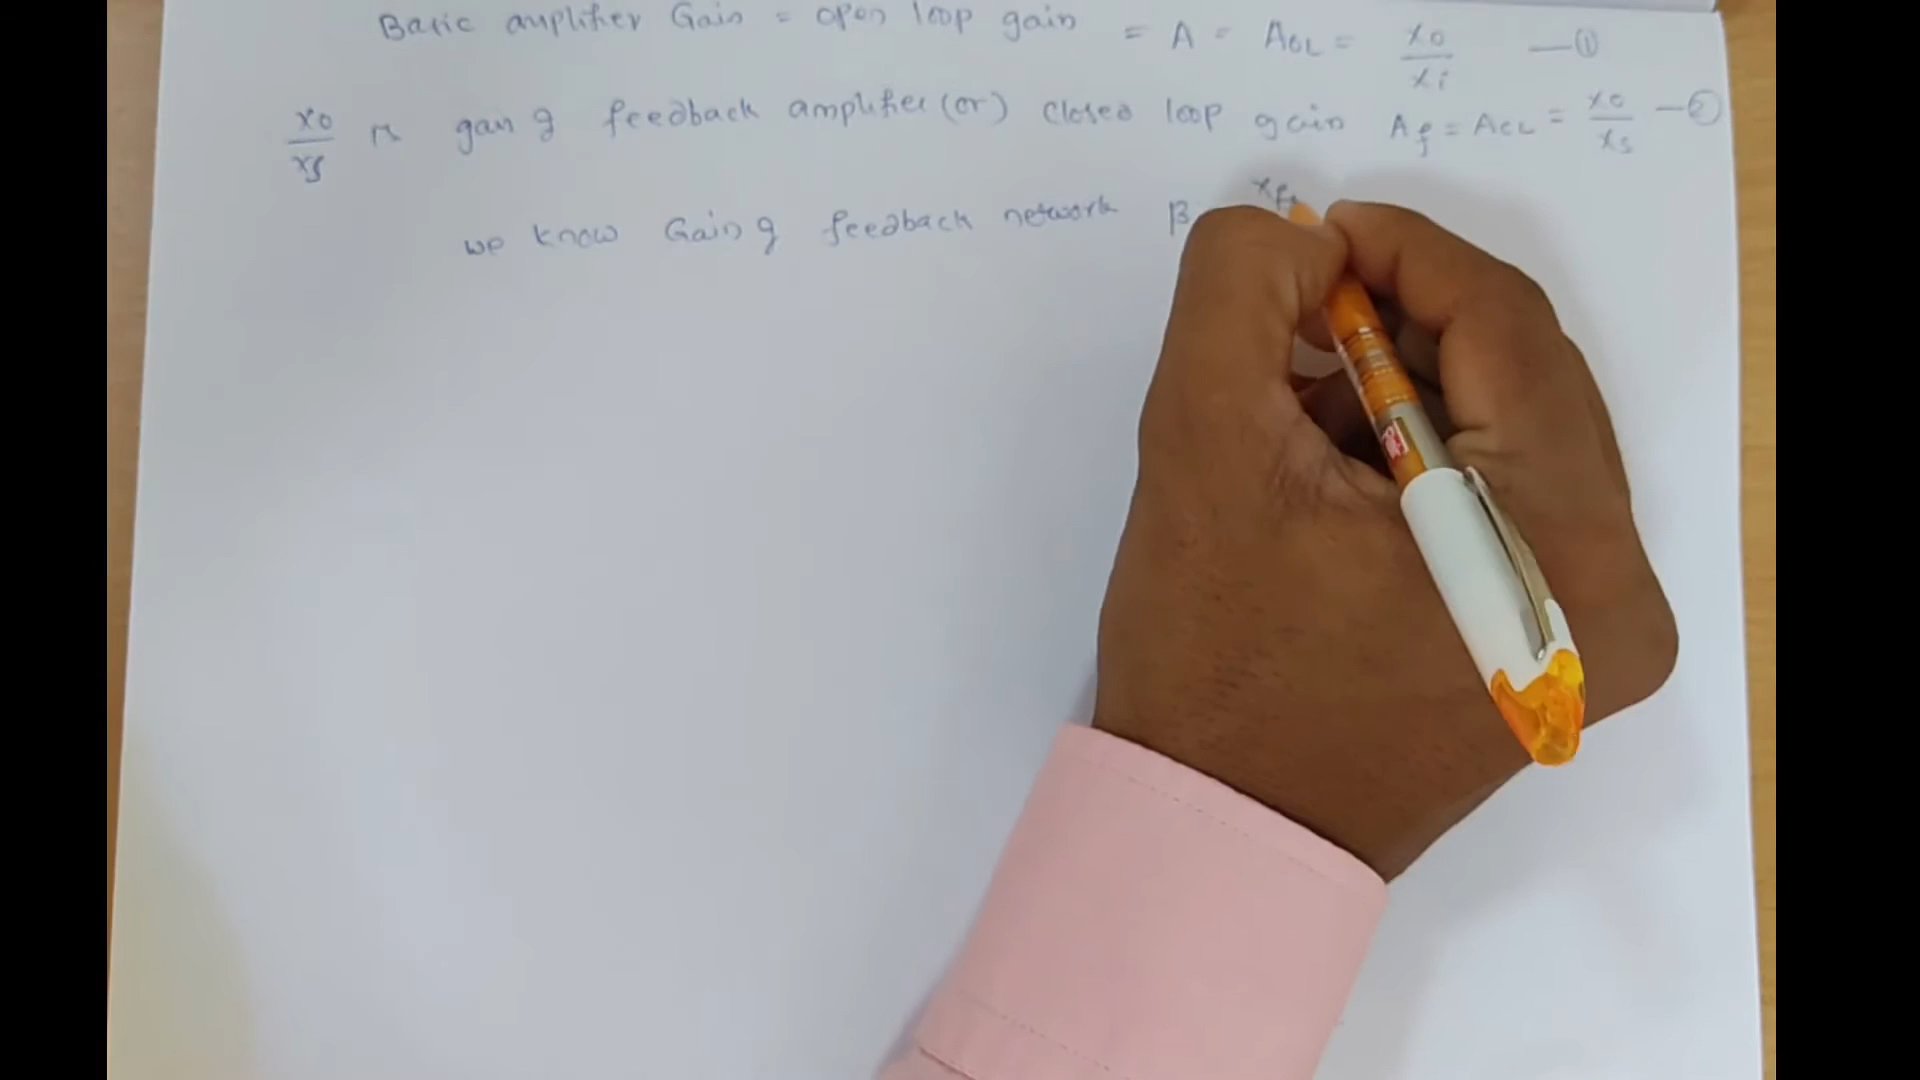 Basic amplifier Gain = open loop gain = A = AOL = xo/xi —①
xo/xs is gain of feedback amplifier (or) closed loop gain Af = ACL = xo/xs —②
we know Gain of feedback network β xf